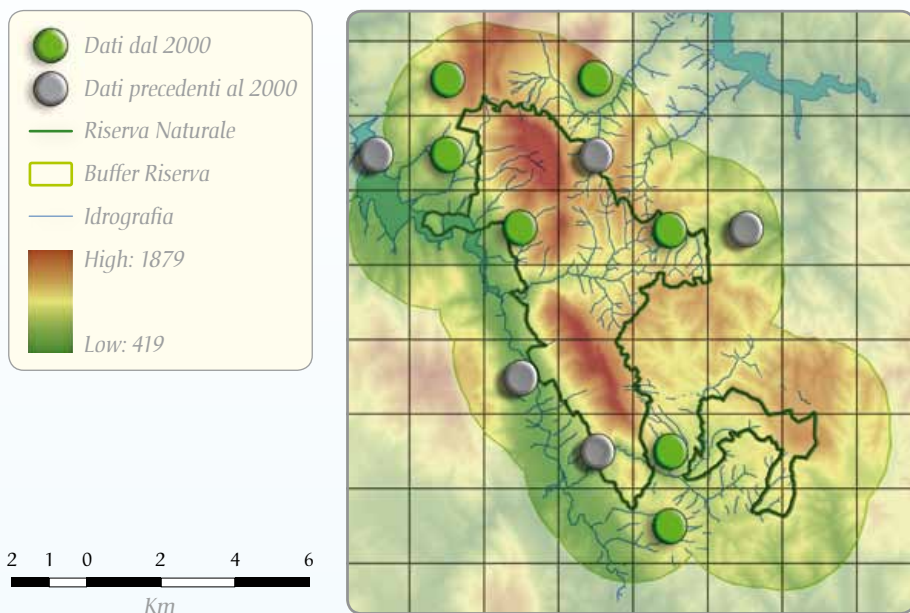 Dati dal 2000
Dati precedenti al 2000
Riserva Naturale
Buffer Riserva
Idrografia
High: 1879
Low: 419
2 1 0 2 4 6
Km